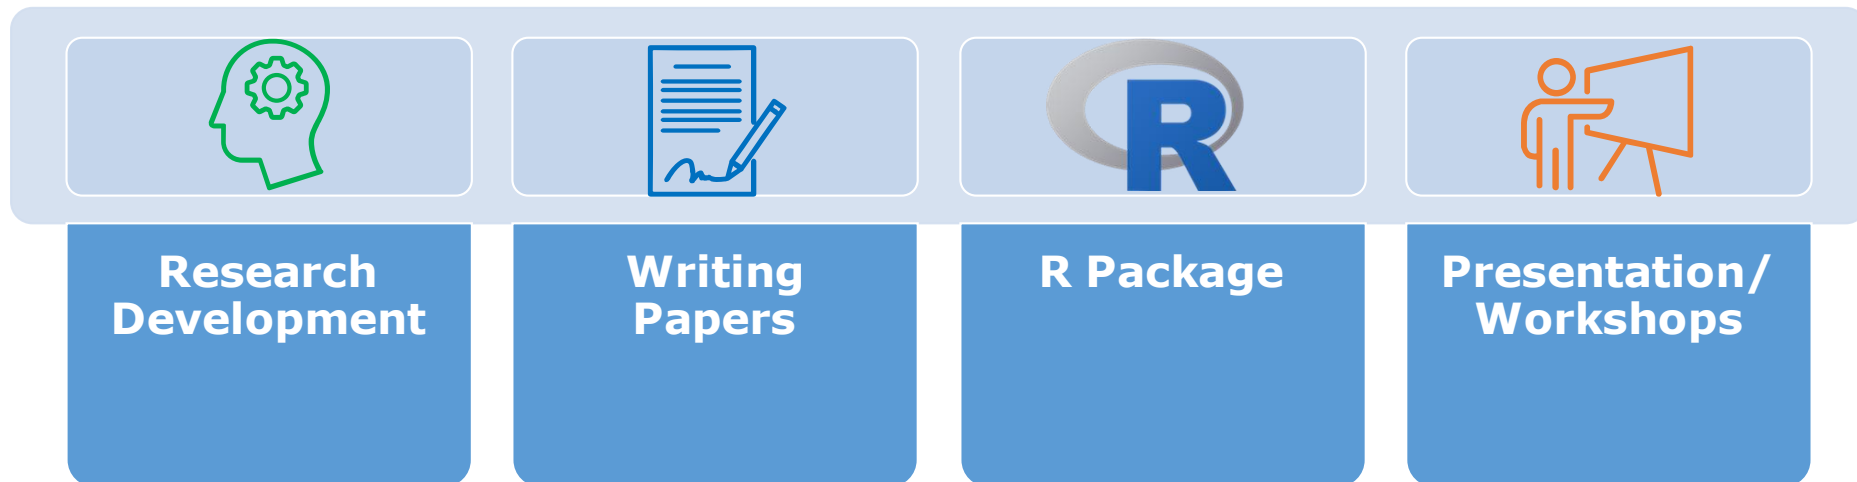 R
Research
Development
Writing
Papers
R Package
Presentation/
Workshops